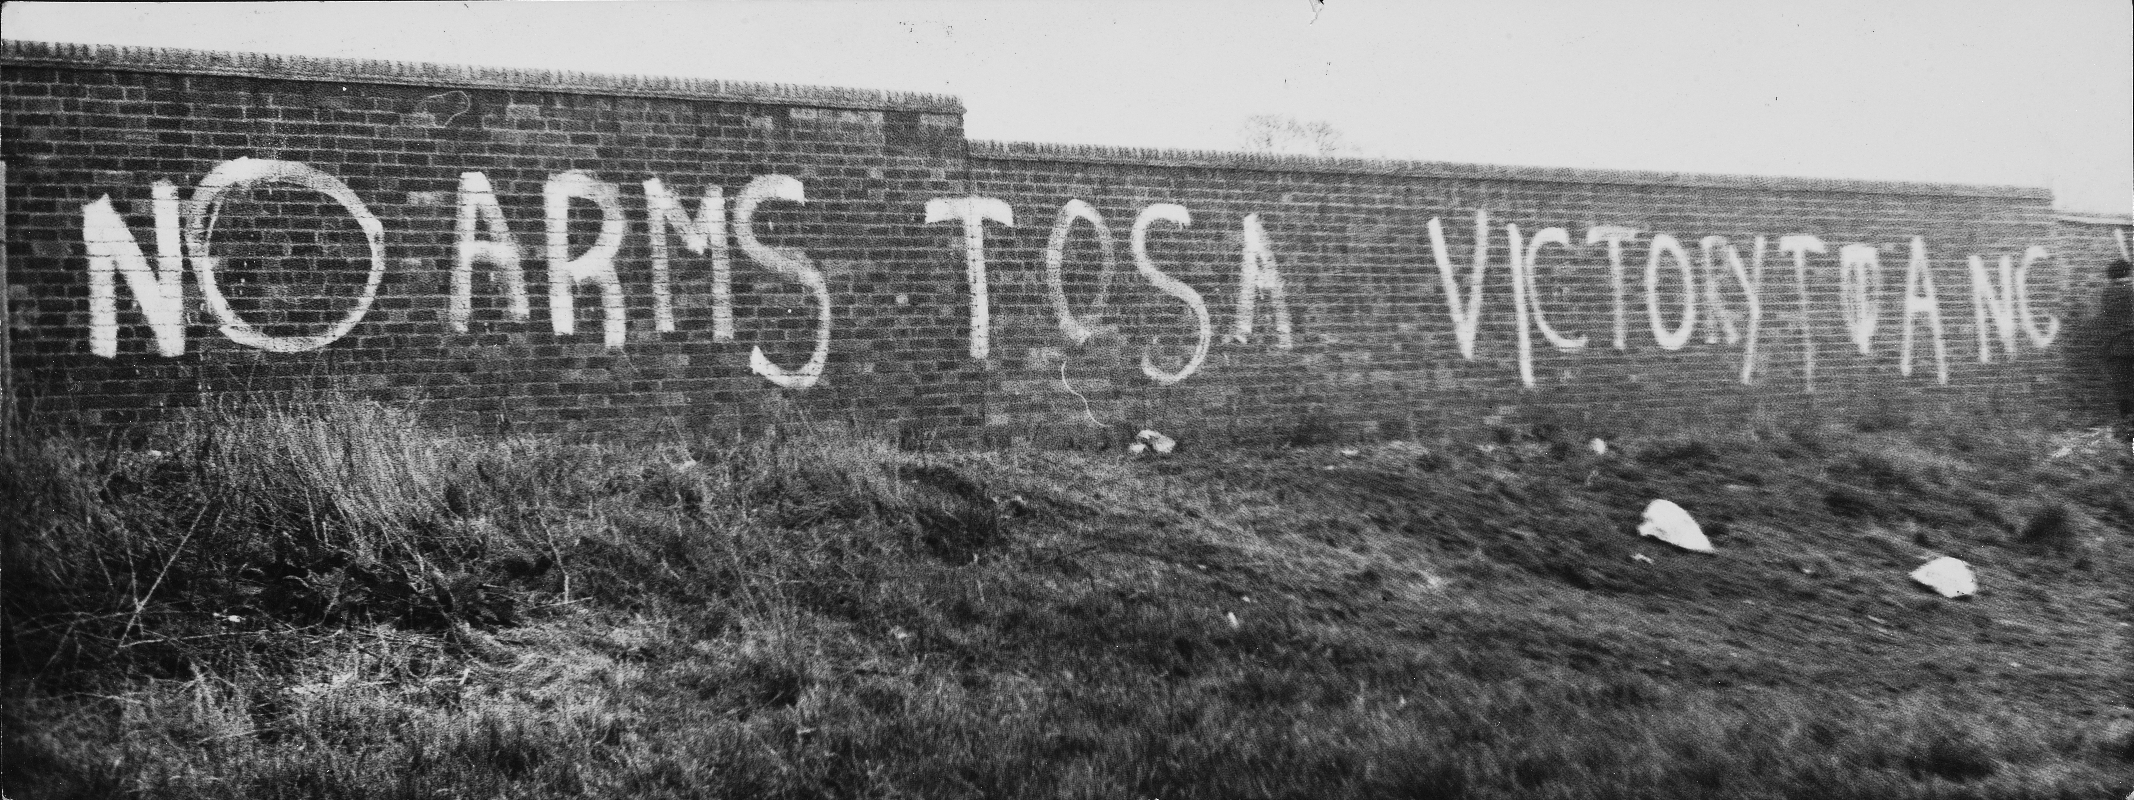 NO ARMS TO SA VICTORY TO ANC